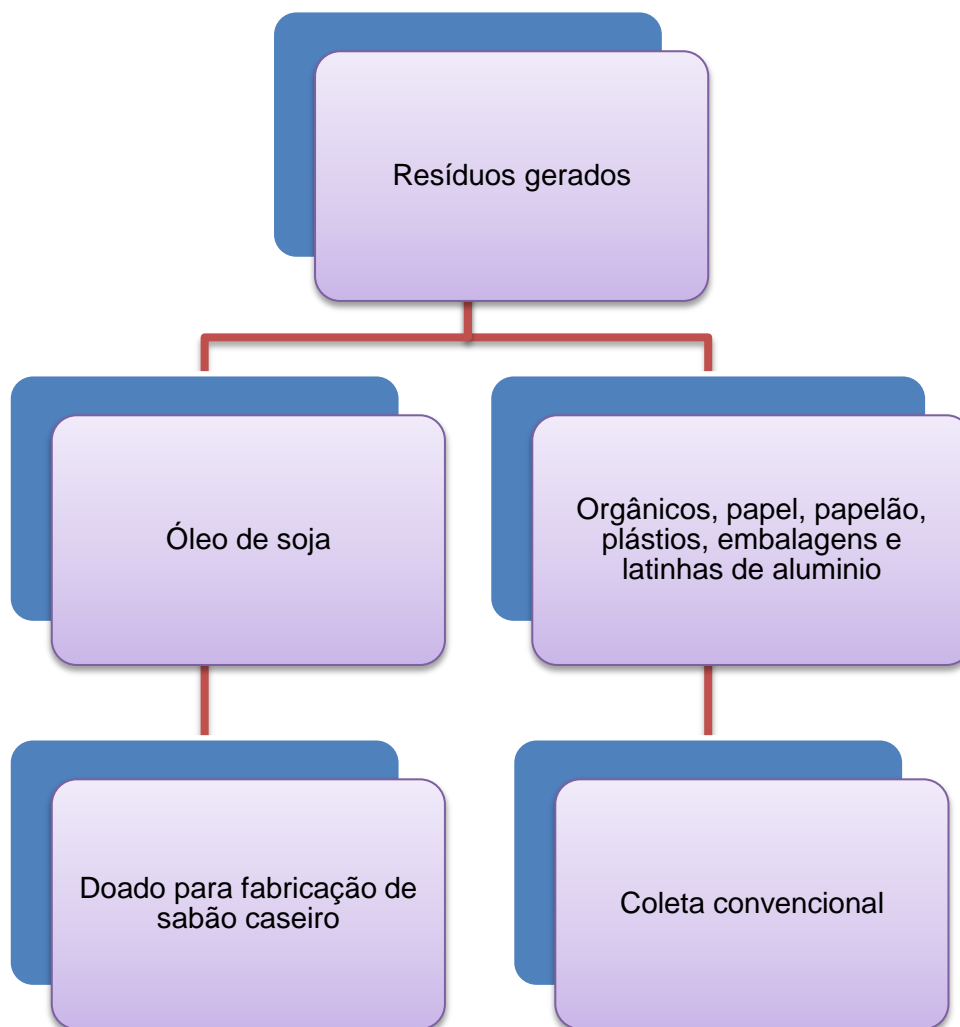 Resíduos gerados
Óleo de soja
Orgânicos, papel, papelão,
plástios, embalagens e
latinhas de aluminio
Doado para fabricação de
sabão caseiro
Coleta convencional